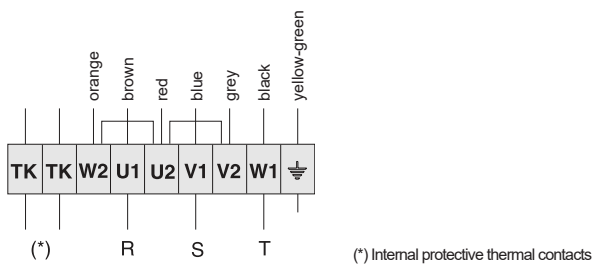 orange brown red blue grey black yellow-green
TK TK W2 U1 U2 V1 V2 W1
(*) R S T
(*) Internal protective thermal contacts